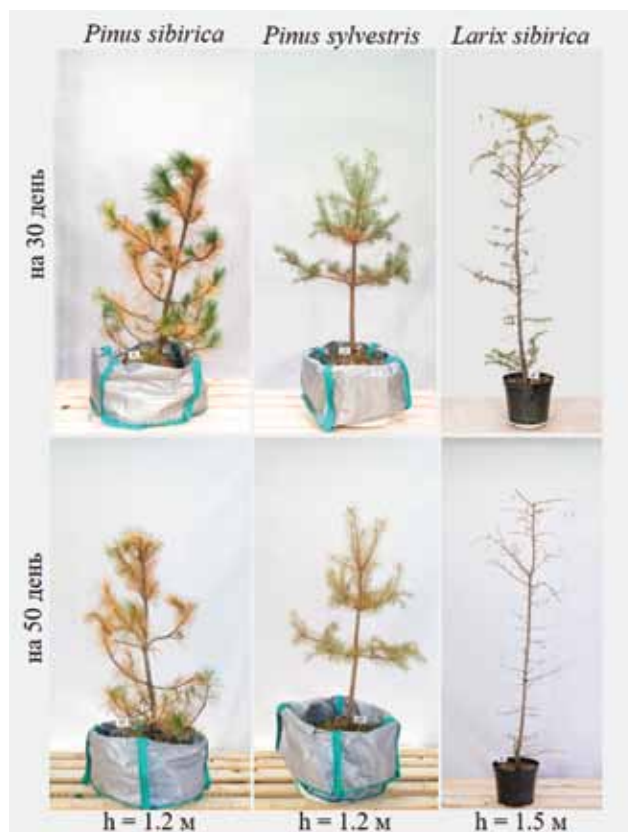 Pinus sibirica Pinus sylvestris Larix sibirica
на 30 день
на 50 день
h = 1.2 м h = 1.2 м h = 1.5 м